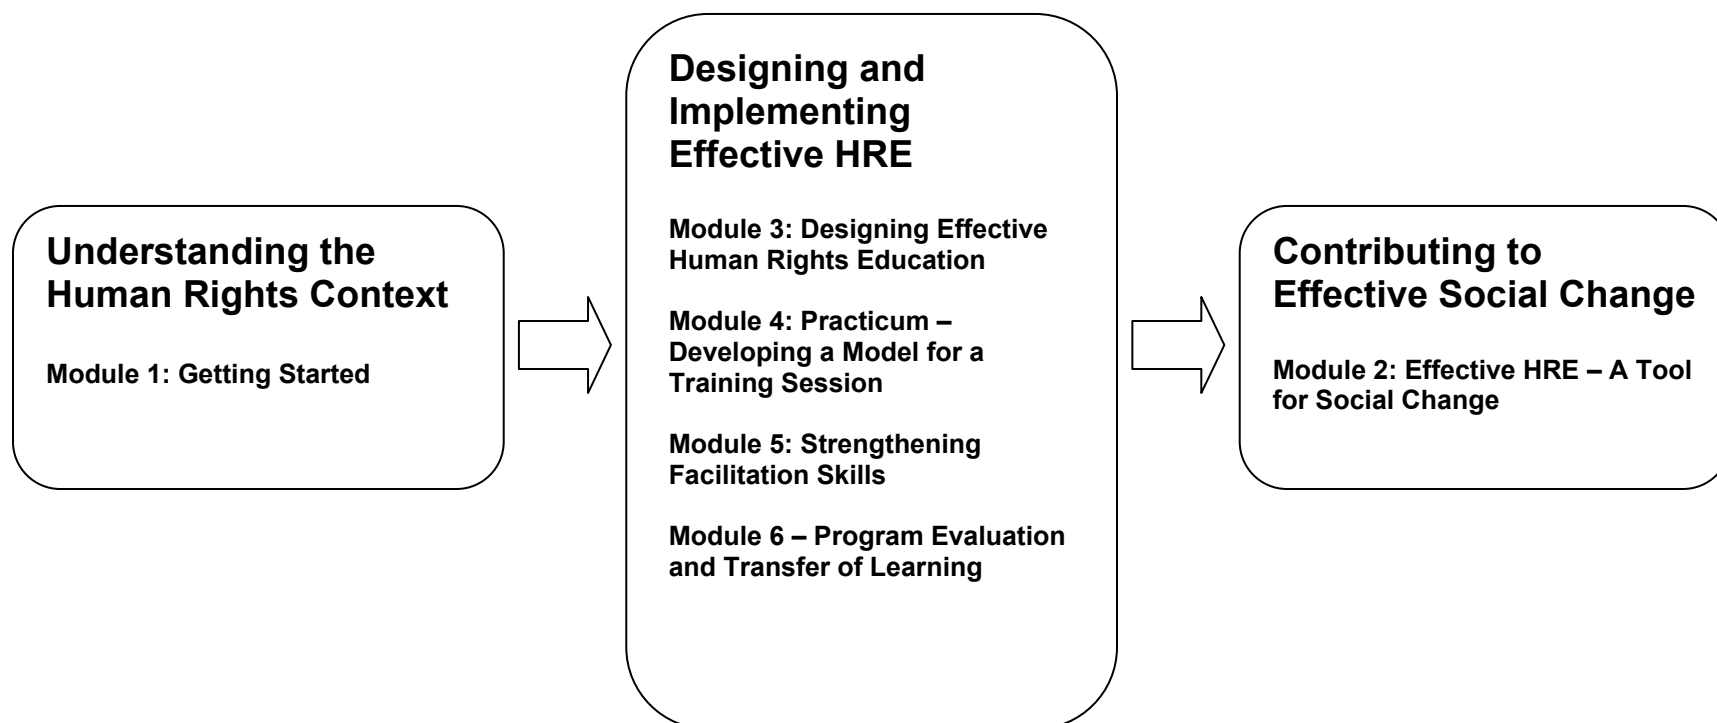 Understanding the
Human Rights Context
Module 1: Getting Started
Designing and
Implementing
Effective HRE
Module 3: Designing Effective
Human Rights Education
Module 4: Practicum –
Developing a Model for a
Training Session
Module 5: Strengthening
Facilitation Skills
Module 6 – Program Evaluation
and Transfer of Learning
Contributing to
Effective Social Change
Module 2: Effective HRE – A Tool
for Social Change